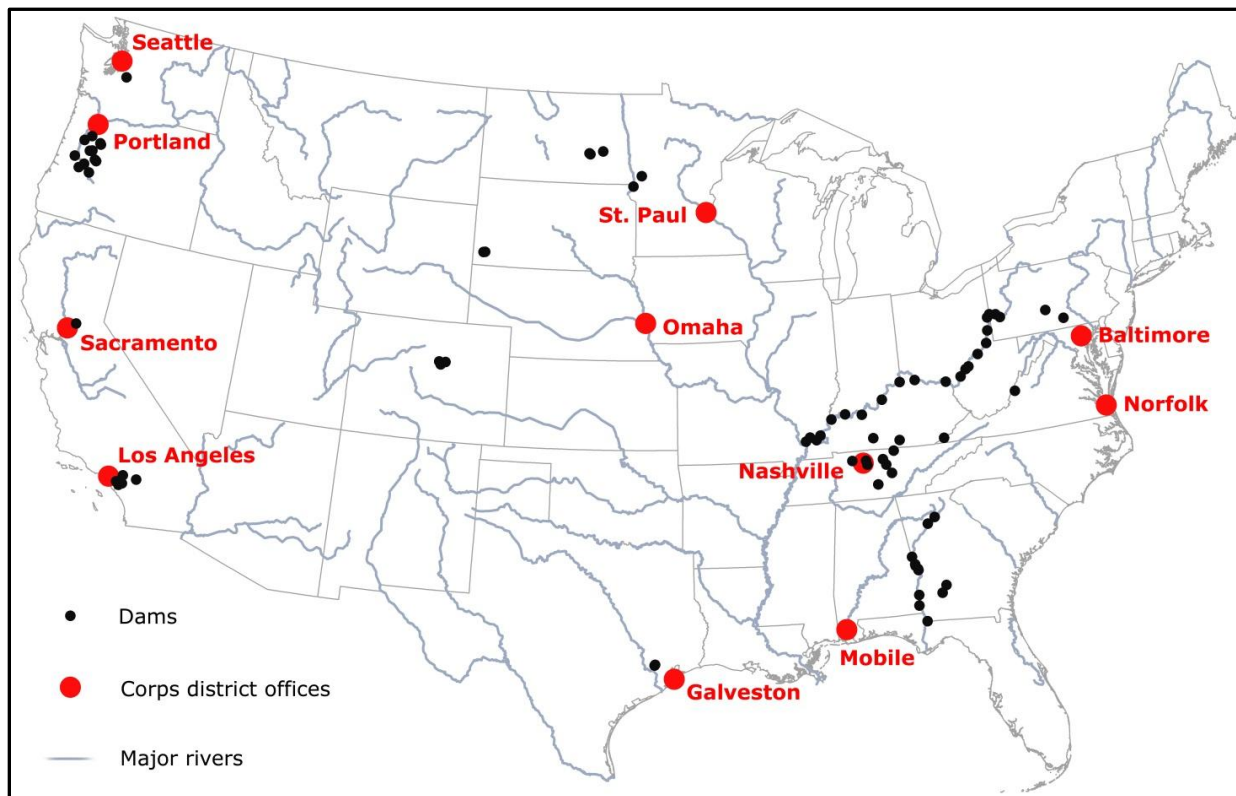 Seattle
Portland
St. Paul
Omaha
Sacramento
Baltimore
Norfolk
Los Angeles
Nashville
Dams
Mobile
Corps district offices
Galveston
Major rivers